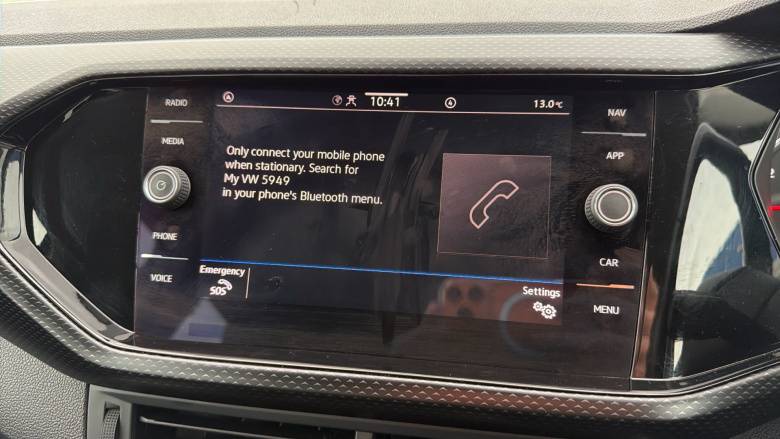 RADIO
MEDIA
PHONE
VOICE
10:41
4
13.0°C
Only connect your mobile phone
when stationary. Search for
My VW 5949
in your phone's Bluetooth menu.
Emergency
SOS
Settings
NAV
APP
CAR
MENU